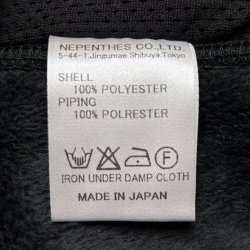 NEPENTHES CO.,LTD.
5-44-1,Jingumae Shibuya,Tokyo
SHELL
100% POLYESTER
PIPING
100% POLRESTER
IRON UNDER DAMP CLOTH
MADE IN JAPAN